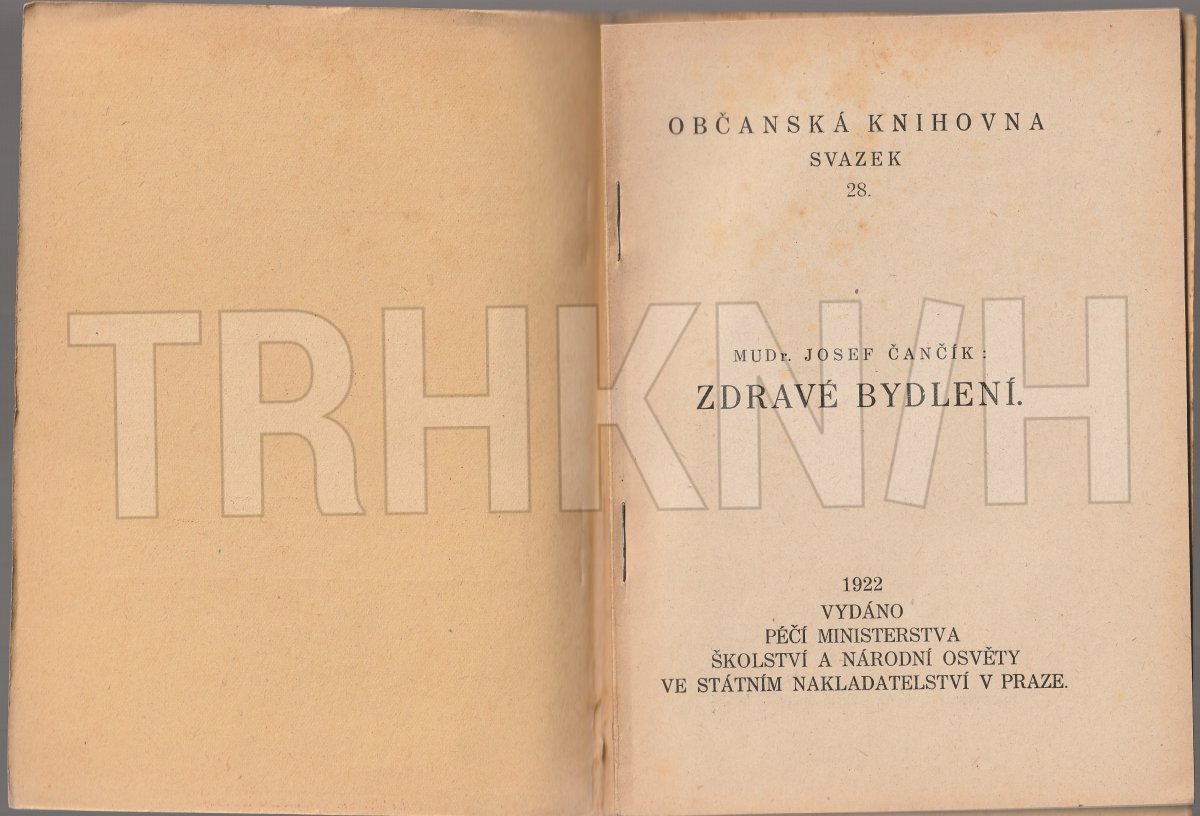 OBČANSKÁ KNIHOVNA
SVAZEK
28.
MUDr. JOSEF ČANČÍK:
ZDRAVÉ BYDLENÍ.
TRHKNIH
1922
VYDÁNO
PÉČÍ MINISTERSTVA
ŠKOLSTVÍ A NÁRODNÍ OSVĚTY
VE STÁTNÍM NAKLADATELSTVÍ V PRAZE.